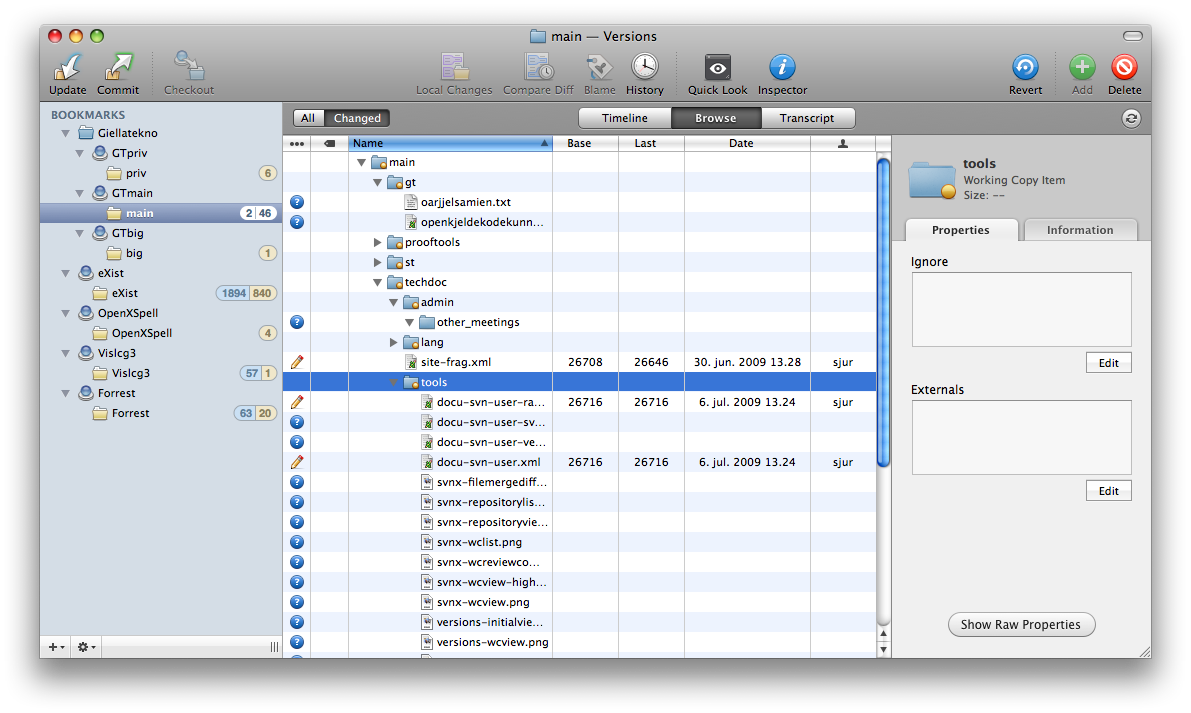 main — Versions
Update Commit Checkout Local Changes Compare Diff Blame History Quick Look Inspector Revert Add Delete
All Changed Timeline Browse Transcript
BOOKMARKS
Giellatekno
GTpriv
priv 6
GTmain
main 2 46
GTbig
big 1
eXist
eXist 1894 840
OpenXSpell
OpenXSpell 4
Vislcg3
Vislcg3 57 1
Forrest
Forrest 63 20
Name Base Last Date
main
gt
oarjjelsamien.txt
openkjeldekodekunn...
prooftools
st
techdoc
admin
other_meetings
lang
site-frag.xml 26708 26646 30. jun. 2009 13.28 sjur
tools
docu-svn-user-ra... 26716 26716 6. jul. 2009 13.24 sjur
docu-svn-user-sv...
docu-svn-user-ve...
docu-svn-user.xml 26716 26716 6. jul. 2009 13.24 sjur
svnx-filemergediff...
svnx-repositorylis...
svnx-repositoryvie...
svnx-wclist.png
svnx-wcreviewco...
svnx-wcview-high...
svnx-wcview.png
versions-initialvie...
versions-wcview.png
tools
Working Copy Item
Size: --
Properties Information
Ignore
Edit
Externals
Edit
Show Raw Properties